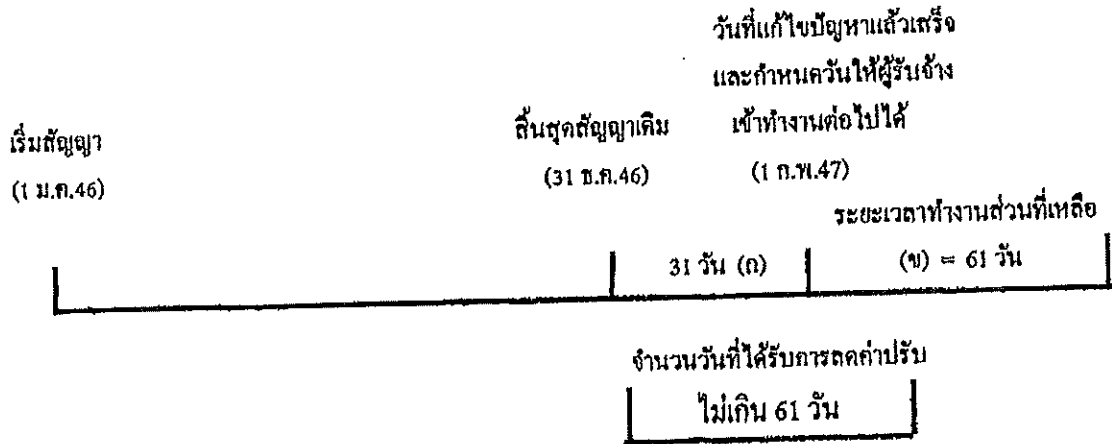 วันที่แก้ไขปัญหาแล้วเสร็จ
และกำหนดวันให้ผู้รับจ้าง
เข้าทำงานต่อไปได้
(1 ก.พ.47)
เริ่มสัญญา
(1 ม.ค.46)
สิ้นสุดสัญญาเดิม
(31 ธ.ค.46)
ระยะเวลาทำงานส่วนที่เหลือ
31 วัน (ก)
(ข) = 61 วัน
จำนวนวันที่ได้รับการลดค่าปรับ
ไม่เกิน 61 วัน